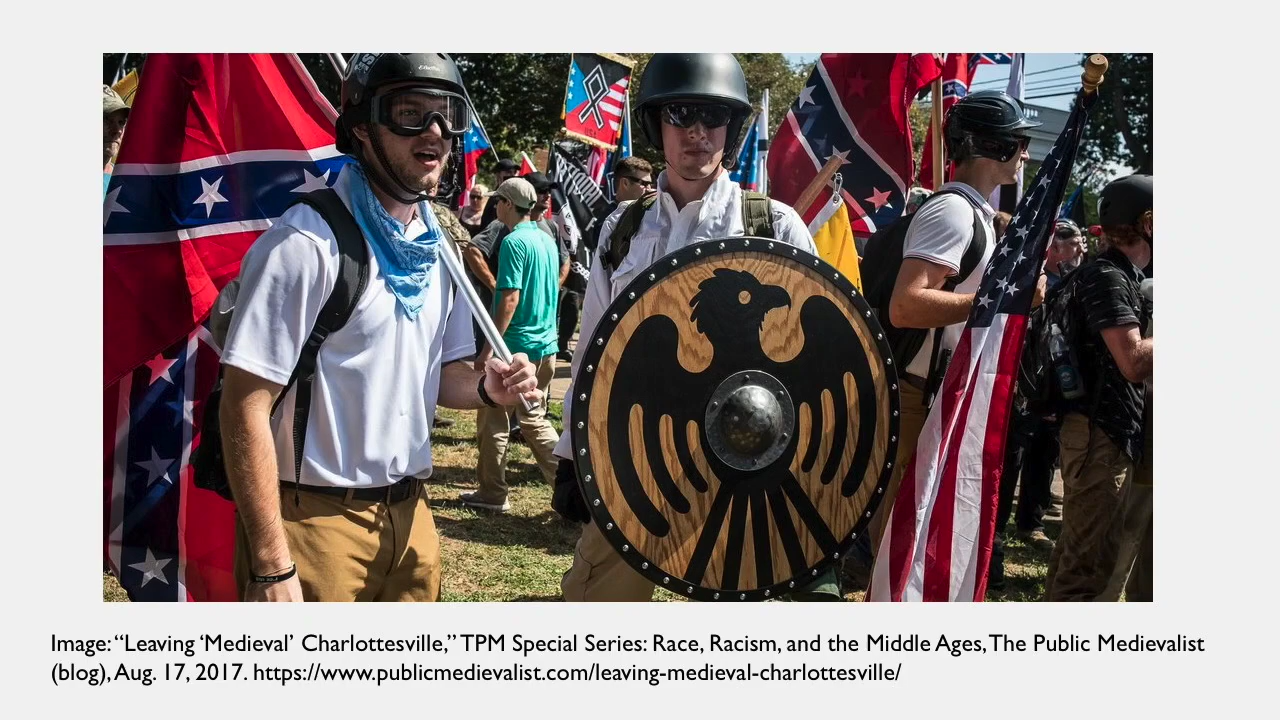 Image: “Leaving ‘Medieval’ Charlottesville,” TPM Special Series: Race, Racism, and the Middle Ages, The Public Medievalist
(blog), Aug. 17, 2017. https://www.publicmedievalist.com/leaving-medieval-charlottesville/